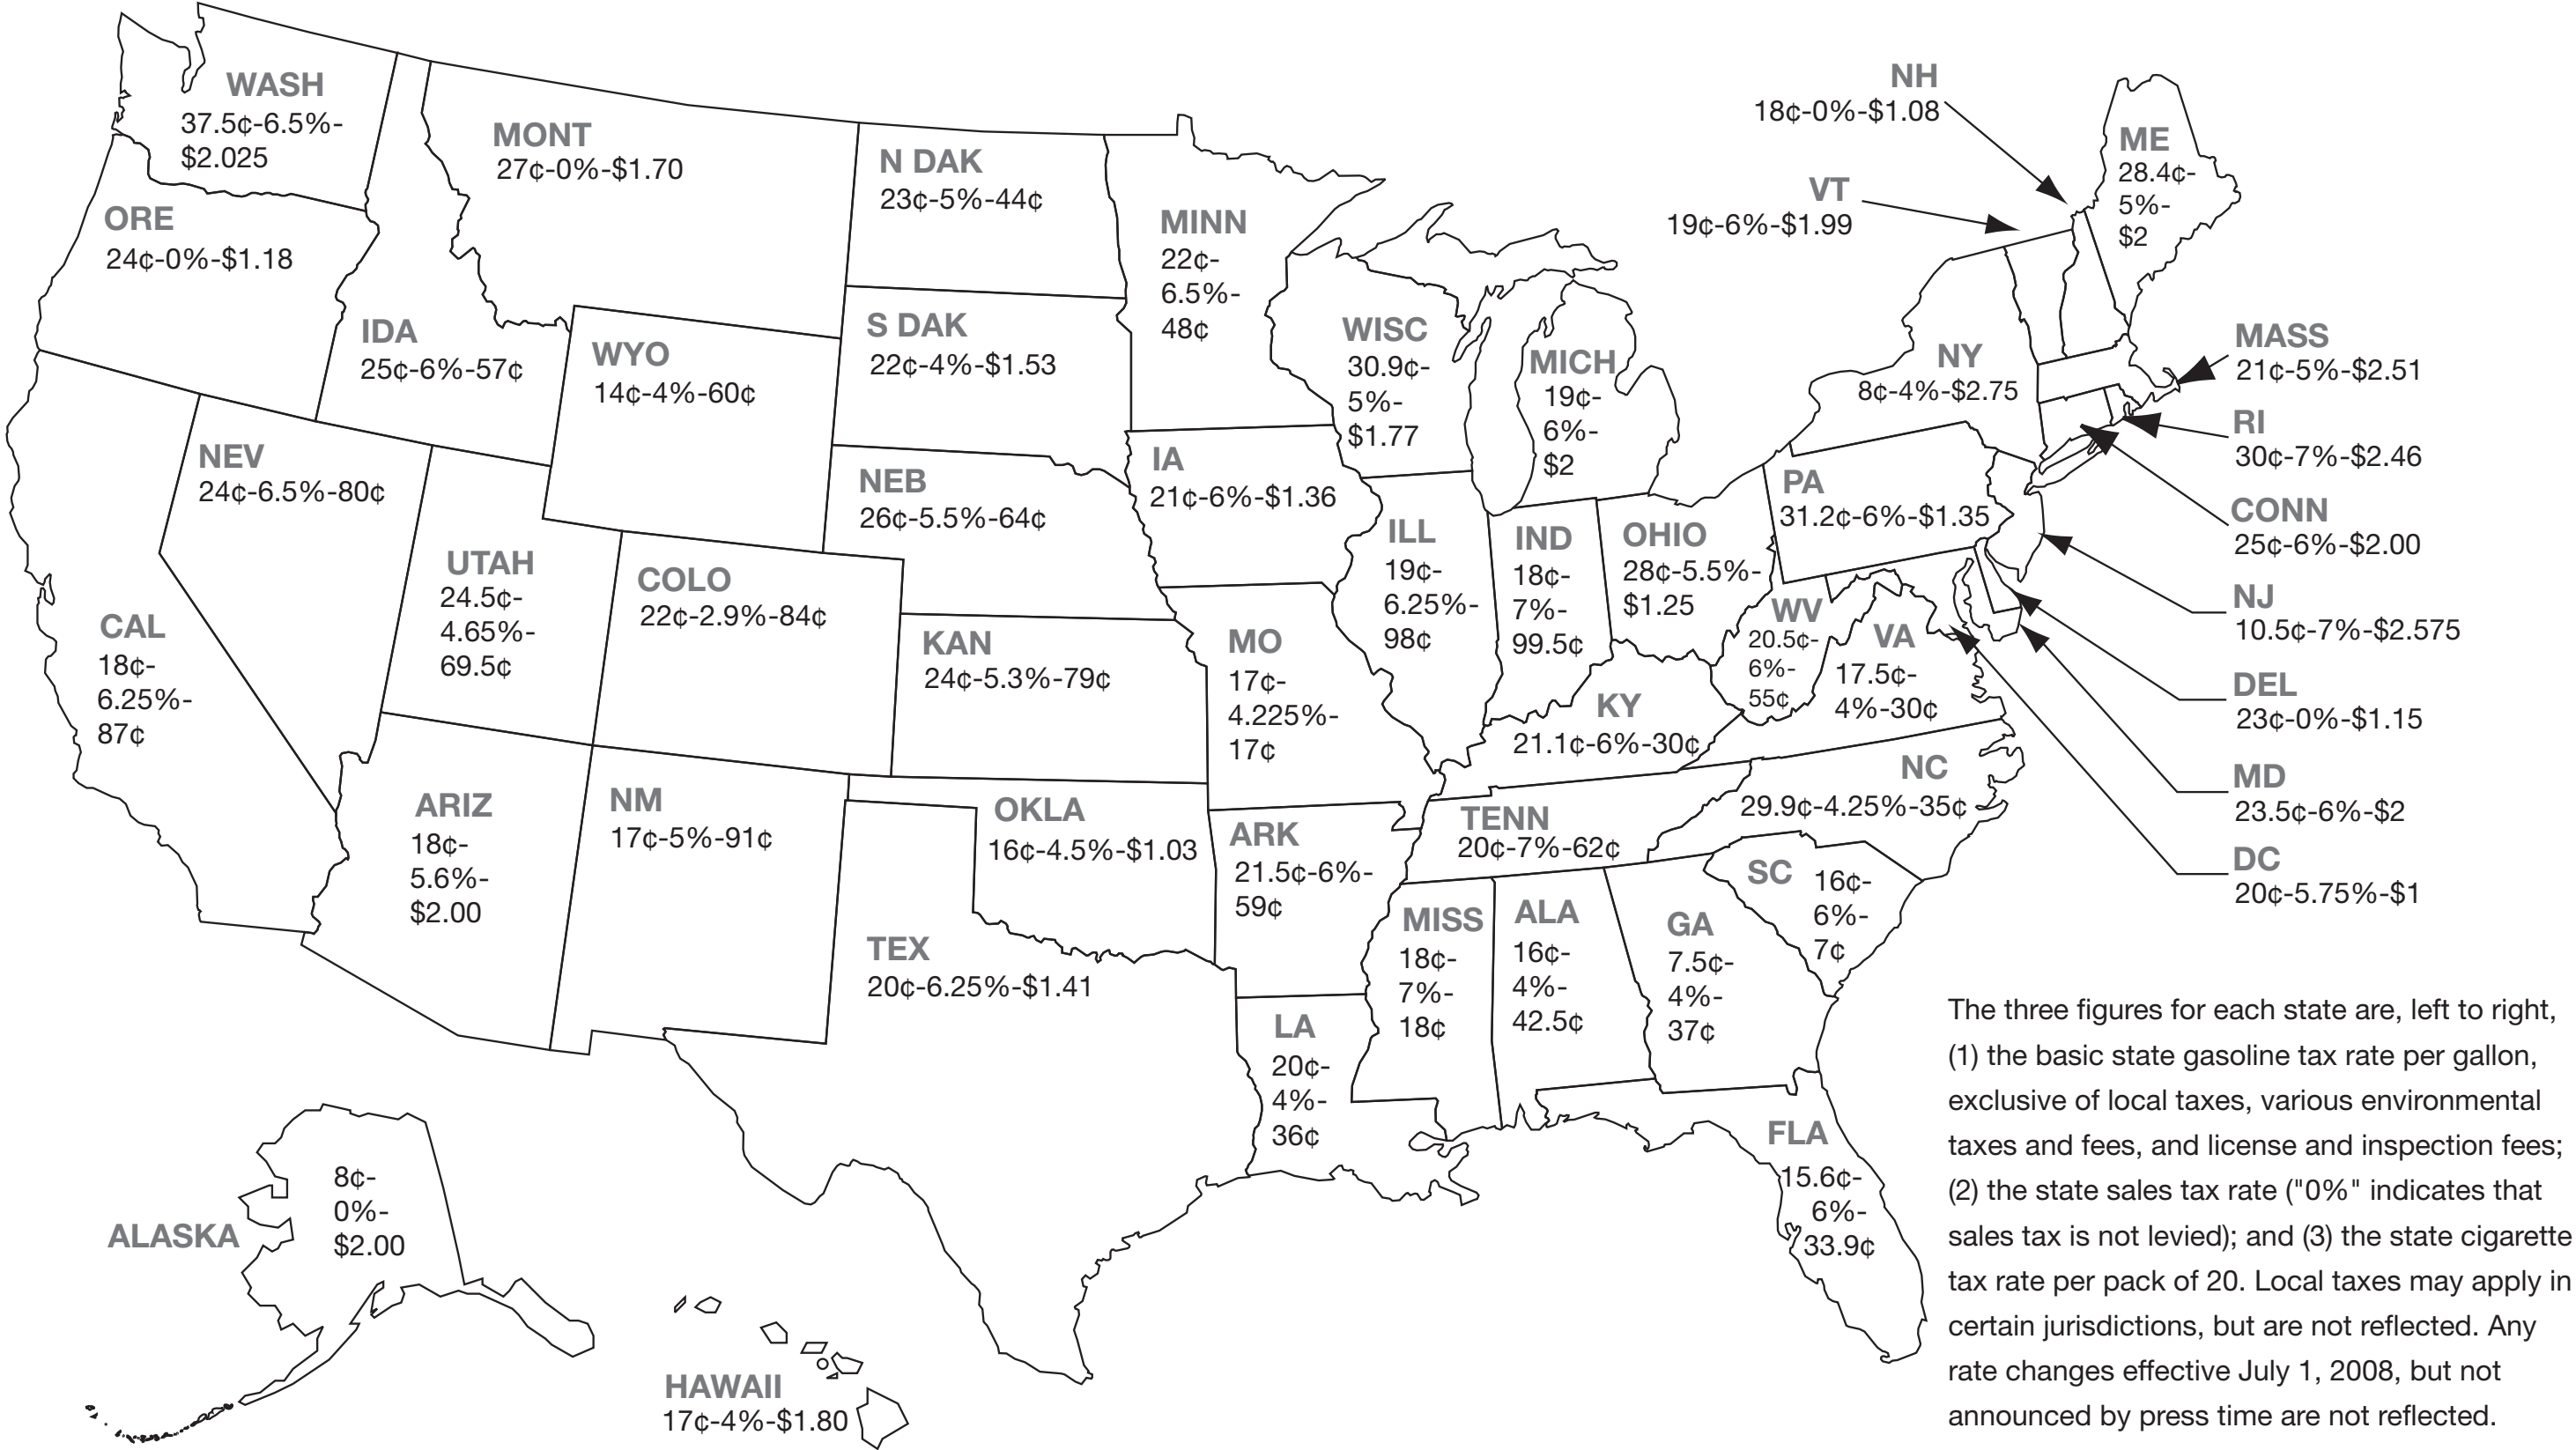 WASH
37.5¢-6.5%-
$2.025
MONT
27¢-0%-$1.70
N DAK
23¢-5%-44¢
MINN
22¢-
6.5%-
48¢
NH
18¢-0%-$1.08
VT
19¢-6%-$1.99
ME
28.4¢-
5%-
$2
ORE
24¢-0%-$1.18
IDA
25¢-6%-57¢
WYO
14¢-4%-60¢
S DAK
22¢-4%-$1.53
WISC
30.9¢-
5%-
$1.77
MICH
19¢-
6%-
$2
NY
8¢-4%-$2.75
MASS
21¢-5%-$2.51
RI
30¢-7%-$2.46
CONN
25¢-6%-$2.00
NJ
10.5¢-7%-$2.575
DEL
23¢-0%-$1.15
MD
23.5¢-6%-$2
DC
20¢-5.75%-$1
NEV
24¢-6.5%-80¢
UTAH
24.5¢-
4.65%-
69.5¢
COLO
22¢-2.9%-84¢
NEB
26¢-5.5%-64¢
IA
21¢-6%-$1.36
ILL
19¢-
6.25%-
98¢
IND
18¢-
7%-
99.5¢
OHIO
28¢-5.5%-
$1.25
PA
31.2¢-6%-$1.35
WV
20.5¢-
6%-
55¢
VA
17.5¢-
4%-30¢
CAL
18¢-
6.25%-
87¢
KAN
24¢-5.3%-79¢
MO
17¢-
4.225%-
17¢
KY
21.1¢-6%-30¢
NC
29.9¢-4.25%-35¢
ARIZ
18¢-
5.6%-
$2.00
NM
17¢-5%-91¢
OKLA
16¢-4.5%-$1.03
ARK
21.5¢-6%-
59¢
TENN
20¢-7%-62¢
SC
16¢-
6%-
7¢
TEX
20¢-6.25%-$1.41
LA
20¢-
4%-
36¢
MISS
18¢-
7%-
18¢
ALA
16¢-
4%-
42.5¢
GA
7.5¢-
4%-
37¢
FLA
15.6¢-
6%-
33.9¢
ALASKA
8¢-
0%-
$2.00
HAWAII
17¢-4%-$1.80
The three figures for each state are, left to right,
(1) the basic state gasoline tax rate per gallon,
exclusive of local taxes, various environmental
taxes and fees, and license and inspection fees;
(2) the state sales tax rate ("0%" indicates that
sales tax is not levied); and (3) the state cigarette
tax rate per pack of 20. Local taxes may apply in
certain jurisdictions, but are not reflected. Any
rate changes effective July 1, 2008, but not
announced by press time are not reflected.